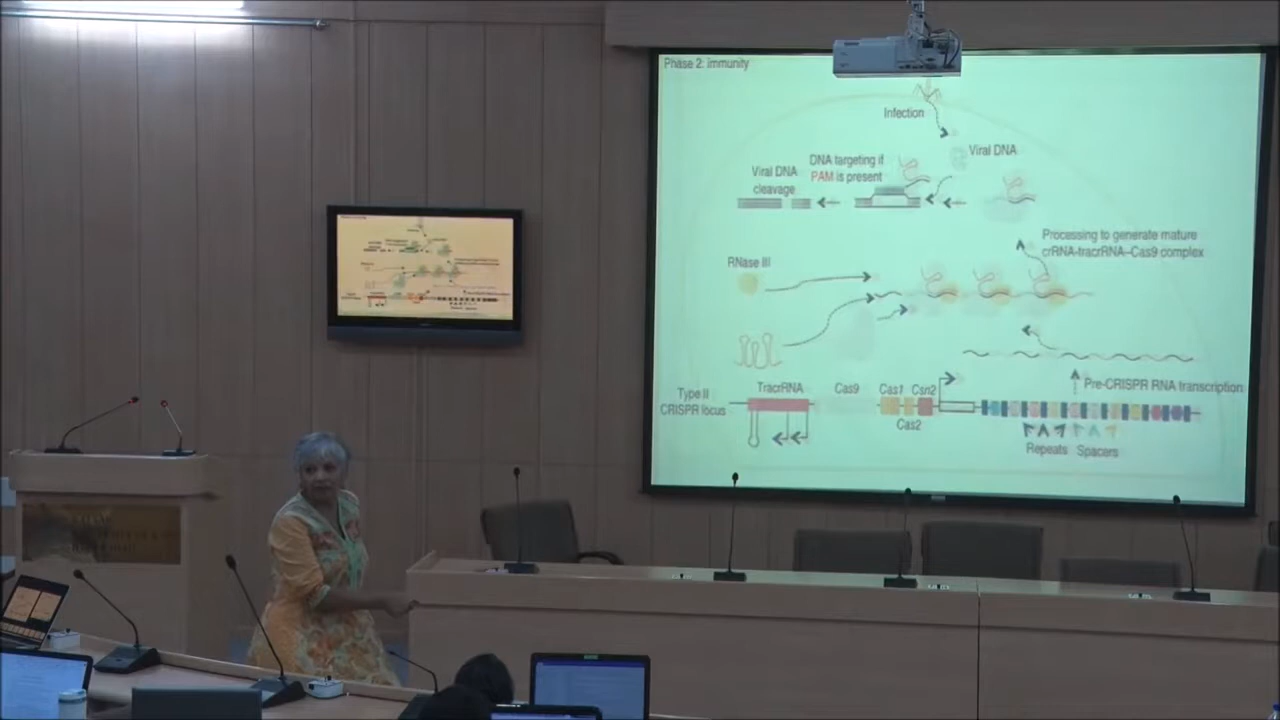 Phase 2: immunity
Infection
Viral DNA
DNA targeting if
PAM is present
Viral DNA
cleavage
Processing to generate mature
crRNA-tracrRNA–Cas9 complex
RNase III
Pre-CRISPR RNA transcription
Type II
CRISPR locus
TracrRNA
Cas9
Cas1
Csn2
Cas2
Repeats
Spacers